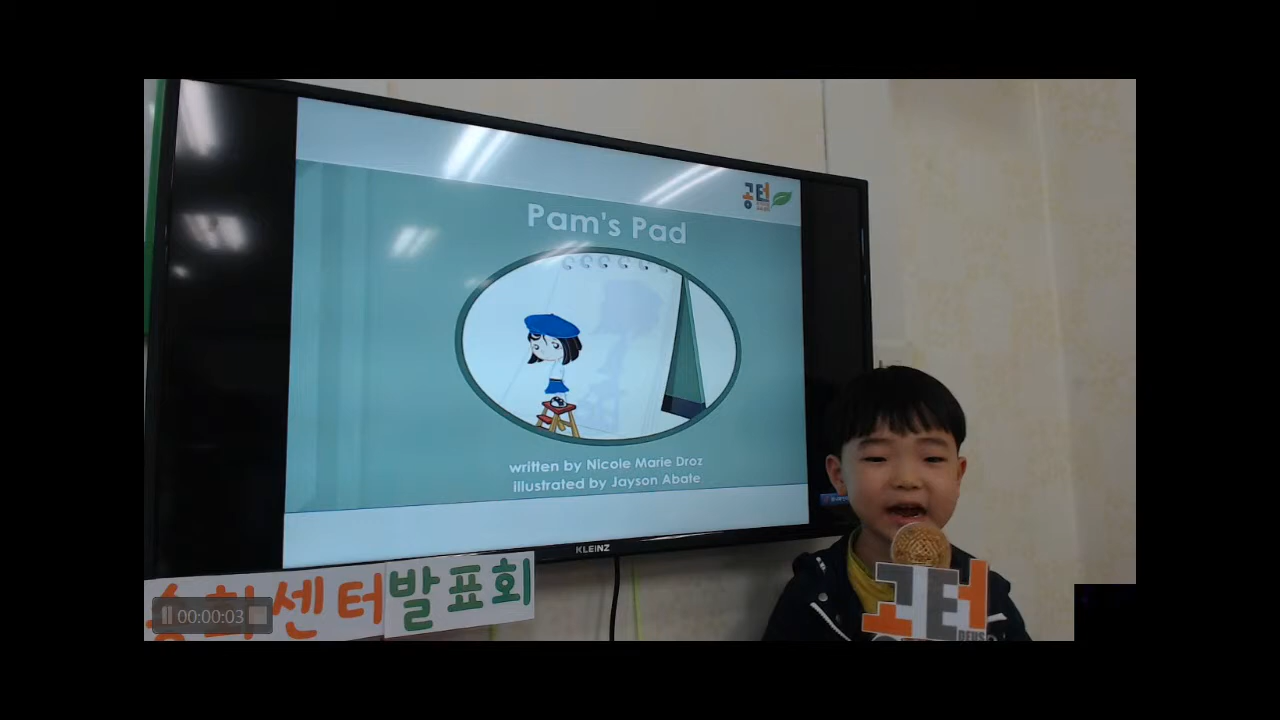 공터
Pam's Pad
written by Nicole Marie Droz
illustrated by Jayson Abate
KLEINZ
센터 발표회
00:00:03
공터